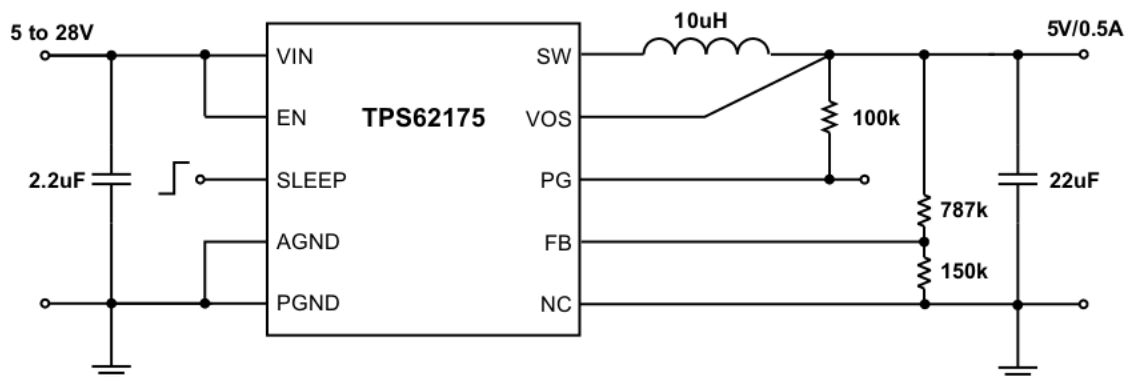 10uH
5 to 28V
5V/0.5A
VIN
SW
EN
TPS62175
VOS
100k
2.2uF
SLEEP
PG
22uF
787k
AGND
FB
150k
PGND
NC